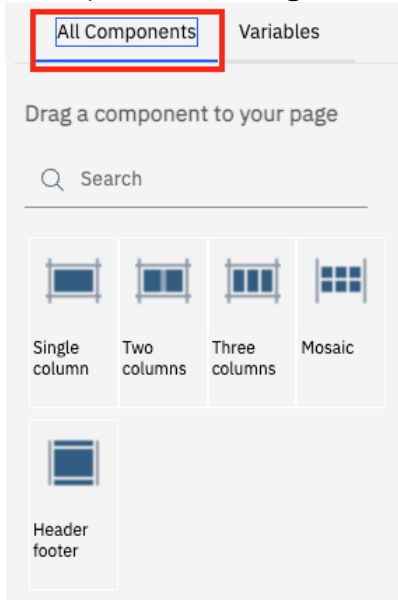 All Components Variables
Drag a component to your page
Search
Single column
Two columns
Three columns
Mosaic
Header footer